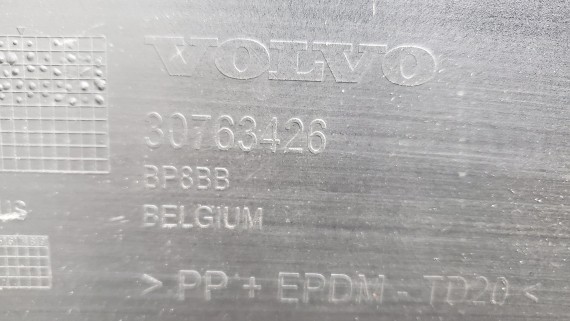 VOLVO
30763426
BP8BB
BELGIUM
> PP + EPDM - TD20 <